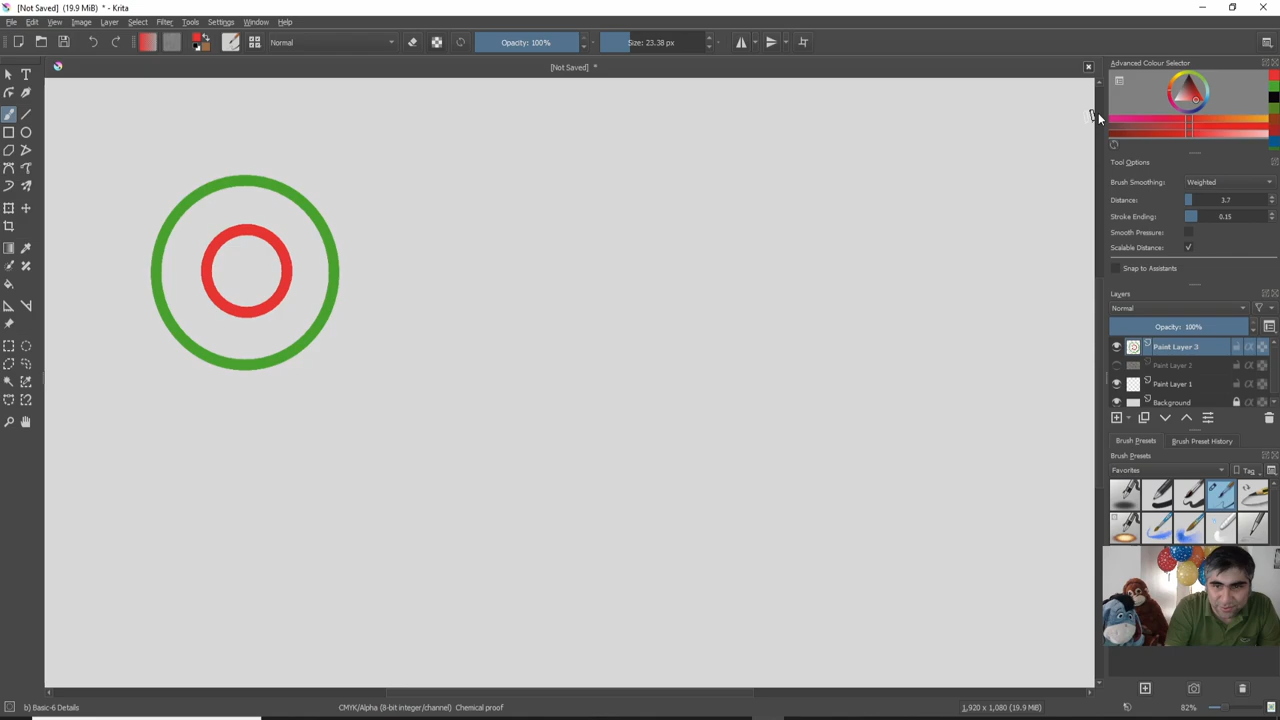 [Not Saved] (19.9 MiB) * - Krita
File Edit View Image Layer Select Filter Tools Settings Window Help
Normal Opacity: 100% Size: 23.38 px
[Not Saved] *
Advanced Colour Selector
Tool Options
Brush Smoothing: Weighted
Distance: 3.7
Stroke Ending: 0.15
Smooth Pressure:
Scalable Distance:
Snap to Assistants
Layers
Normal
Opacity: 100%
Paint Layer 3
Paint Layer 2
Paint Layer 1
Background
Brush Presets Brush Preset History
Brush Presets
Favorites Tag
b) Basic-6 Details CMYK/Alpha (8-bit integer/channel) Chemical proof 1,920 x 1,080 (19.9 MiB) 82%